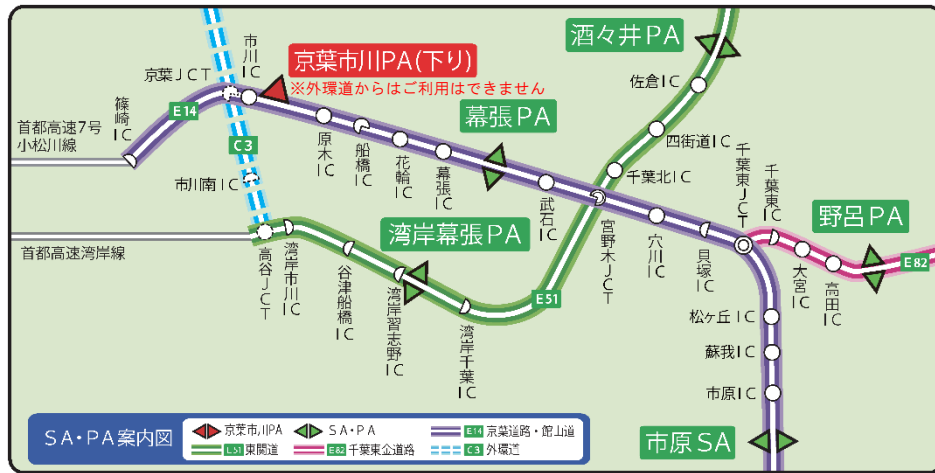 酒々井PA
市川IC
京葉市川PA(下り)
※外環道からはご利用はできません
京葉JCT
佐倉IC
篠崎IC
E14
幕張PA
首都高速7号
小松川線
C3
原木IC
船橋IC
花輪IC
幕張IC
四街道IC
千葉東JCT
千葉東IC
市川南IC
千葉北IC
武石IC
湾岸幕張PA
宮野木JCT
穴川IC
貝塚IC
野呂PA
首都高速湾岸線
高谷JCT
湾岸市川IC
谷津船橋IC
湾岸習志野IC
湾岸千葉IC
E51
大宮IC
高田IC
E82
松ヶ丘IC
蘇我IC
市原IC
市原SA
SA・PA案内図
京葉市川PA
SA・PA
E14 京葉道路・館山道
E51 東関道
E82 千葉東金道路
C3 外環道